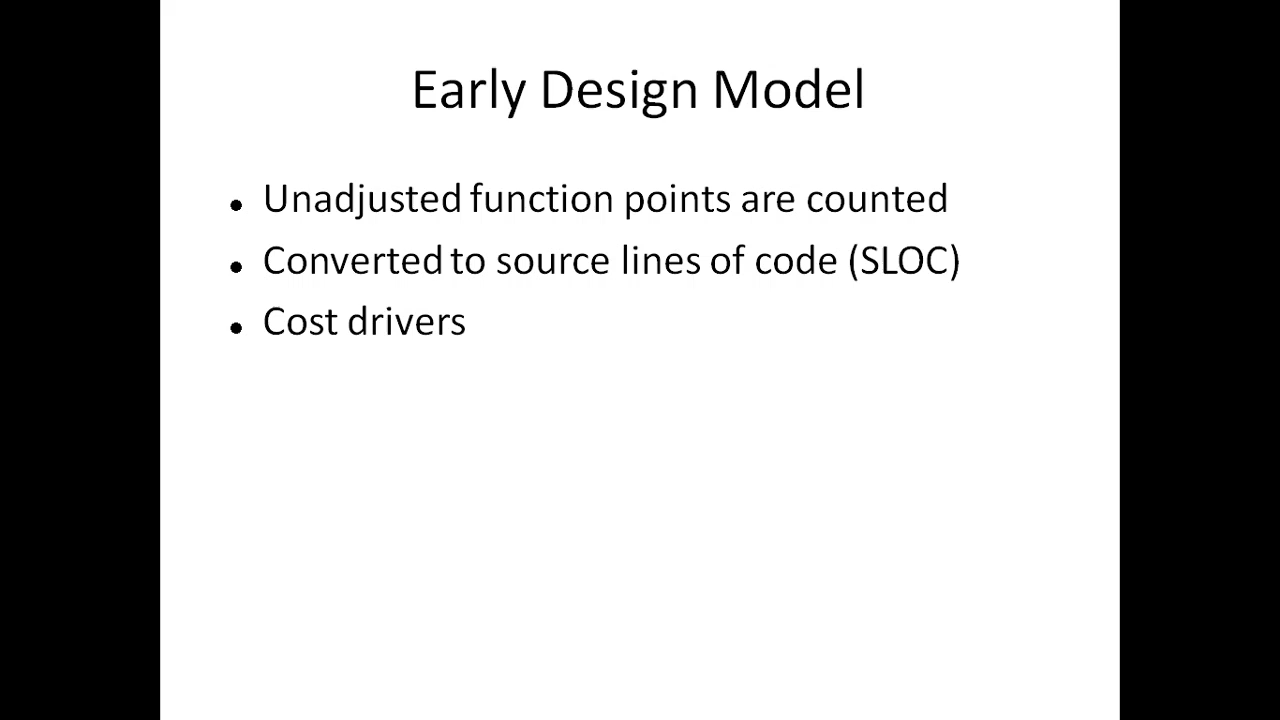 Early Design Model
• Unadjusted function points are counted
• Converted to source lines of code (SLOC)
• Cost drivers